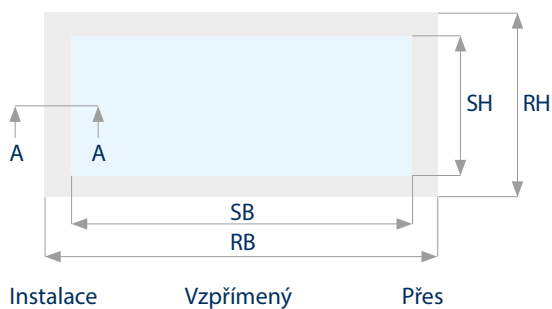 SH RH
A A
SB
RB
Instalace Vzpřímený Přes